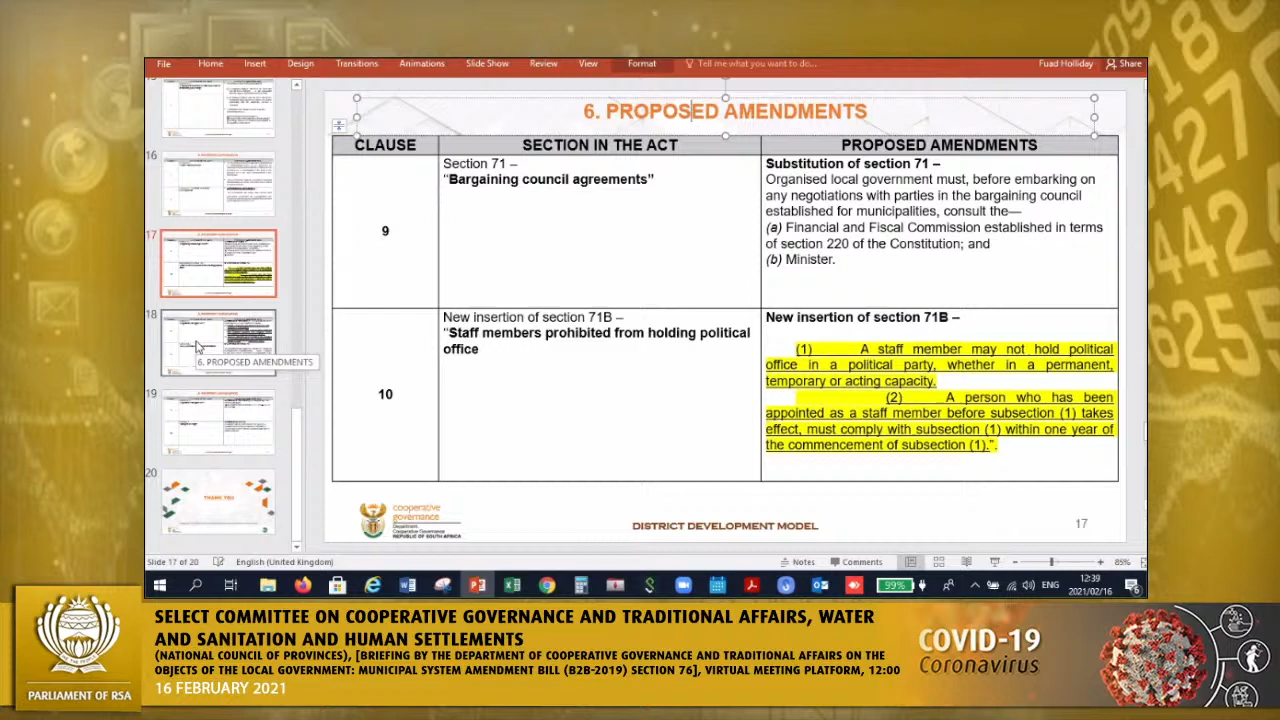 File Home Insert Design Transitions Animations Slide Show Review View Format Tell me what you want to do... Fuad Holliday Share
16
17
18
19
20
6. PROPOSED AMENDMENTS
THANK YOU
6. PROPOSED AMENDMENTS
CLAUSE SECTION IN THE ACT PROPOSED AMENDMENTS
9
Section 71 –
“Bargaining council agreements”
Substitution of section 71 –
Organised local government must, before embarking on
any negotiations with parties in the bargaining council
established for municipalities, consult the—
(a) Financial and Fiscal Commission established in terms
of section 220 of the Constitution; and
(b) Minister.
10
New insertion of section 71B –
“Staff members prohibited from holding political
office
New insertion of section 71B –
(1) A staff member may not hold political
office in a political party, whether in a permanent,
temporary or acting capacity.
(2) A person who has been
appointed as a staff member before subsection (1) takes
effect, must comply with subsection (1) within one year of
the commencement of subsection (1).”.
cooperative
governance
Department:
Cooperative Governance
REPUBLIC OF SOUTH AFRICA
DISTRICT DEVELOPMENT MODEL
17
Slide 17 of 20 English (United Kingdom) Notes Comments 85%
99% ENG 12:39
2021/02/16
6
PARLIAMENT OF RSA
SELECT COMMITTEE ON COOPERATIVE GOVERNANCE AND TRADITIONAL AFFAIRS, WATER
AND SANITATION AND HUMAN SETTLEMENTS
(NATIONAL COUNCIL OF PROVINCES), [BRIEFING BY THE DEPARTMENT OF COOPERATIVE GOVERNANCE AND TRADITIONAL AFFAIRS ON THE
OBJECTS OF THE LOCAL GOVERNMENT: MUNICIPAL SYSTEM AMENDMENT BILL (B2B-2019) SECTION 76], VIRTUAL MEETING PLATFORM, 12:00
16 FEBRUARY 2021
COVID-19
Coronavirus